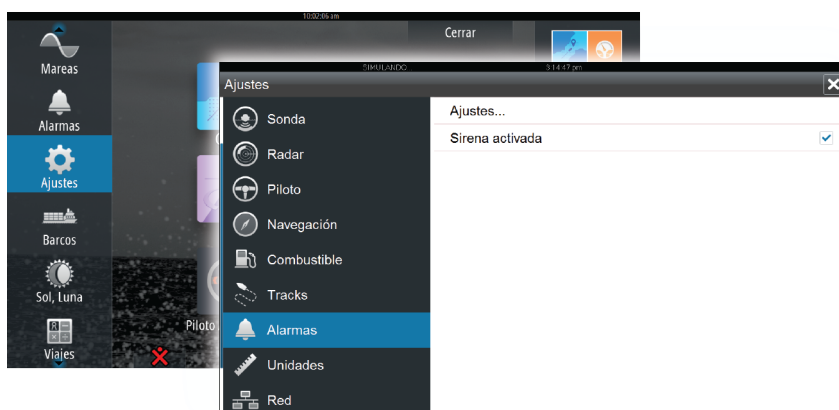 10:02:06 am
Cerrar
Mareas
Alarmas
Ajustes
Barcos
Sol, Luna
Viajes
Piloto
SIMULANDO
3:14:47 pm
Ajustes
Sonda
Radar
Piloto
Navegación
Combustible
Tracks
Alarmas
Unidades
Red
Ajustes...
Sirena activada